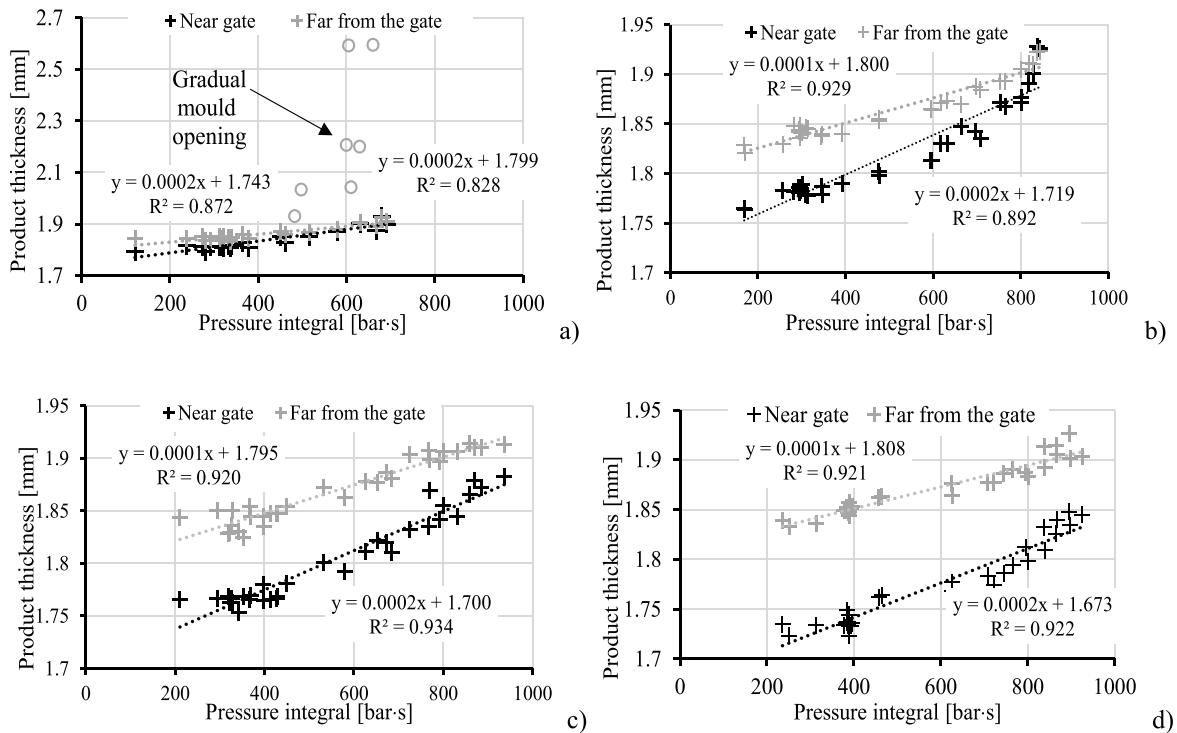 Near gate Far from the gate
2.7
2.5
2.3
2.1
1.9
1.7
Product thickness [mm]
Gradual
mould
opening
y = 0.0002x + 1.743
R² = 0.872
y = 0.0002x + 1.799
R² = 0.828
0 200 400 600 800 1000
Pressure integral [bar·s]
a)
Near gate Far from the gate
1.95
1.9
1.85
1.8
1.75
1.7
Product thickness [mm]
y = 0.0001x + 1.800
R² = 0.929
y = 0.0002x + 1.719
R² = 0.892
0 200 400 600 800 1000
Pressure integral [bar·s]
b)
Near gate Far from the gate
1.95
1.9
1.85
1.8
1.75
1.7
Product thickness [mm]
y = 0.0001x + 1.795
R² = 0.920
y = 0.0002x + 1.700
R² = 0.934
0 200 400 600 800 1000
Pressure integral [bar·s]
c)
Near gate Far from the gate
1.95
1.9
1.85
1.8
1.75
1.7
Product thickness [mm]
y = 0.0001x + 1.808
R² = 0.921
y = 0.0002x + 1.673
R² = 0.922
0 200 400 600 800 1000
Pressure integral [bar·s]
d)